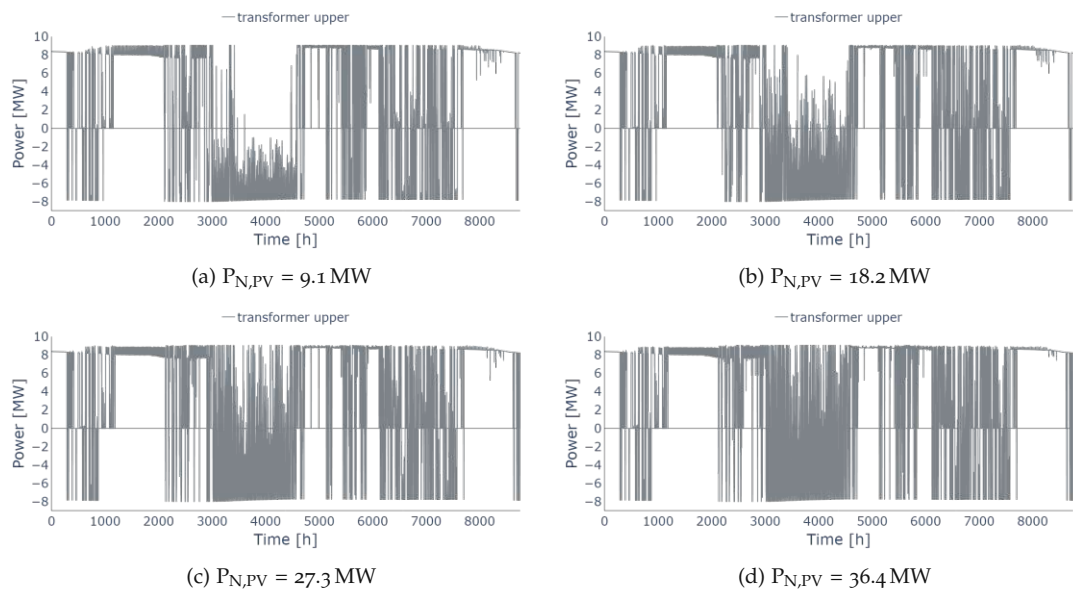 — transformer upper
10
8
6
4
2
0
−2
−4
−6
−8
Power [MW]
0 1000 2000 3000 4000 5000 6000 7000 8000
Time [h]
(a) P_N,PV = 9.1 MW
— transformer upper
10
8
6
4
2
0
−2
−4
−6
−8
Power [MW]
0 1000 2000 3000 4000 5000 6000 7000 8000
Time [h]
(b) P_N,PV = 18.2 MW
— transformer upper
10
8
6
4
2
0
−2
−4
−6
−8
Power [MW]
0 1000 2000 3000 4000 5000 6000 7000 8000
Time [h]
(c) P_N,PV = 27.3 MW
— transformer upper
10
8
6
4
2
0
−2
−4
−6
−8
Power [MW]
0 1000 2000 3000 4000 5000 6000 7000 8000
Time [h]
(d) P_N,PV = 36.4 MW